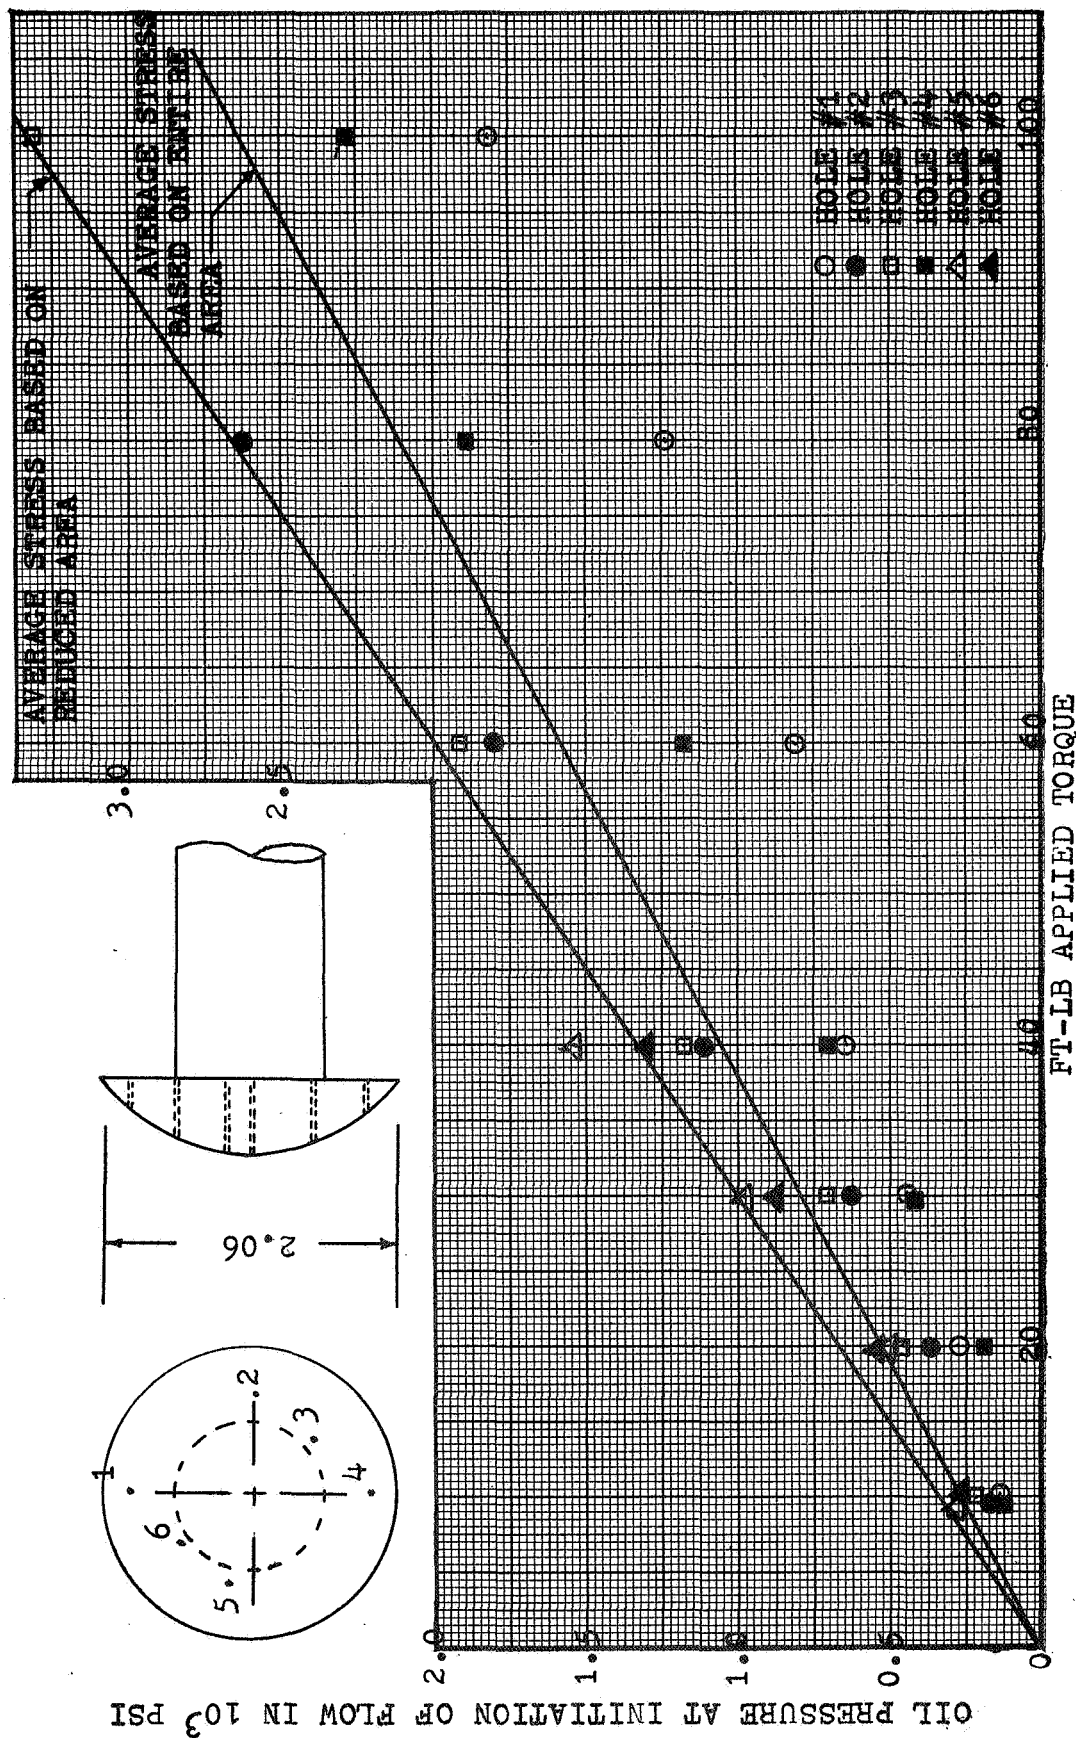 AVERAGE STRESS BASED ON
REDUCED AREA
AVERAGE STRESS
BASED ON ENTIRE
AREA
3.0
2.5
2.0
1.5
1.0
0.5
0
20
40
60
80
100
OIL PRESSURE AT INITIATION OF FLOW IN 10³ PSI
FT-LB APPLIED TORQUE
HOLE #1
HOLE #2
HOLE #3
HOLE #4
HOLE #5
HOLE #6
2.06
1
2
3
4
5
6